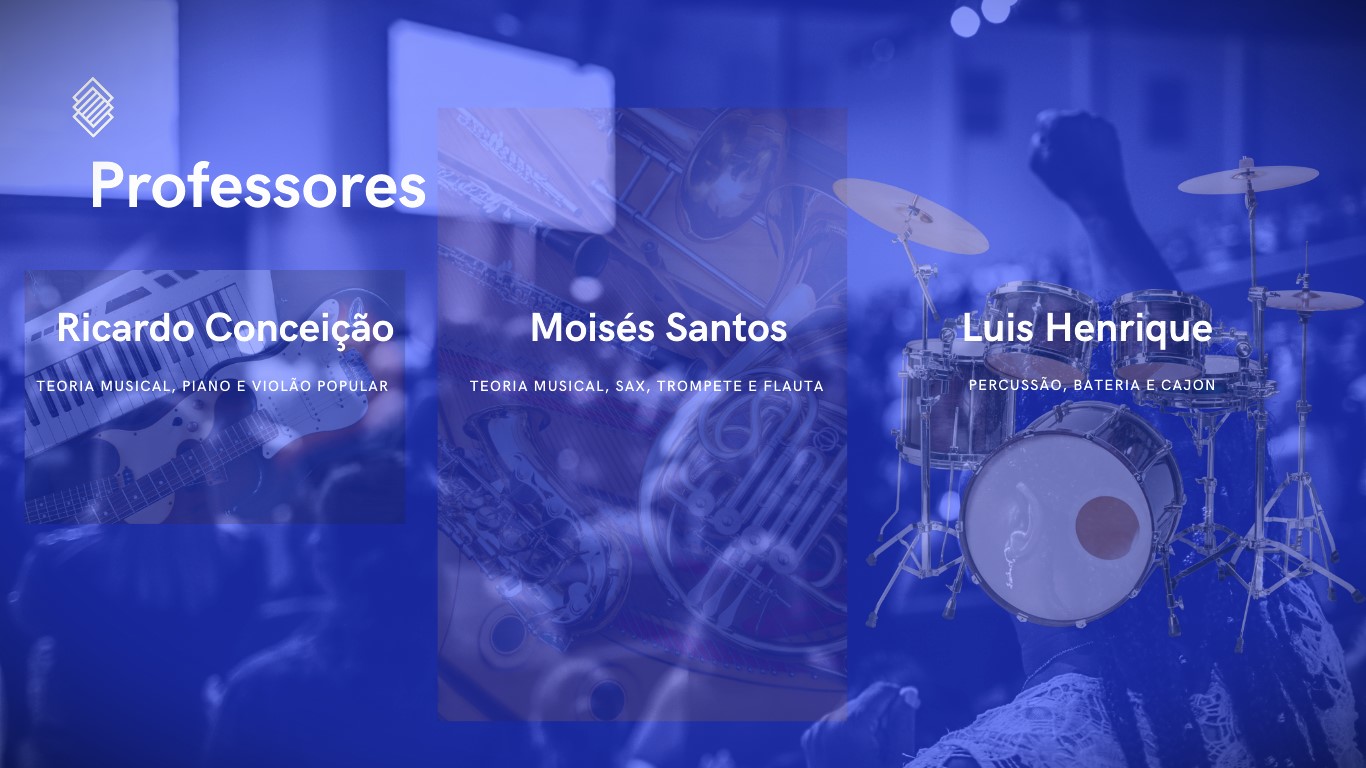 Professores
Ricardo Conceição
TEORIA MUSICAL, PIANO E VIOLÃO POPULAR
Moisés Santos
TEORIA MUSICAL, SAX, TROMPETE E FLAUTA
Luis Henrique
PERCUSSÃO, BATERIA E CAJON